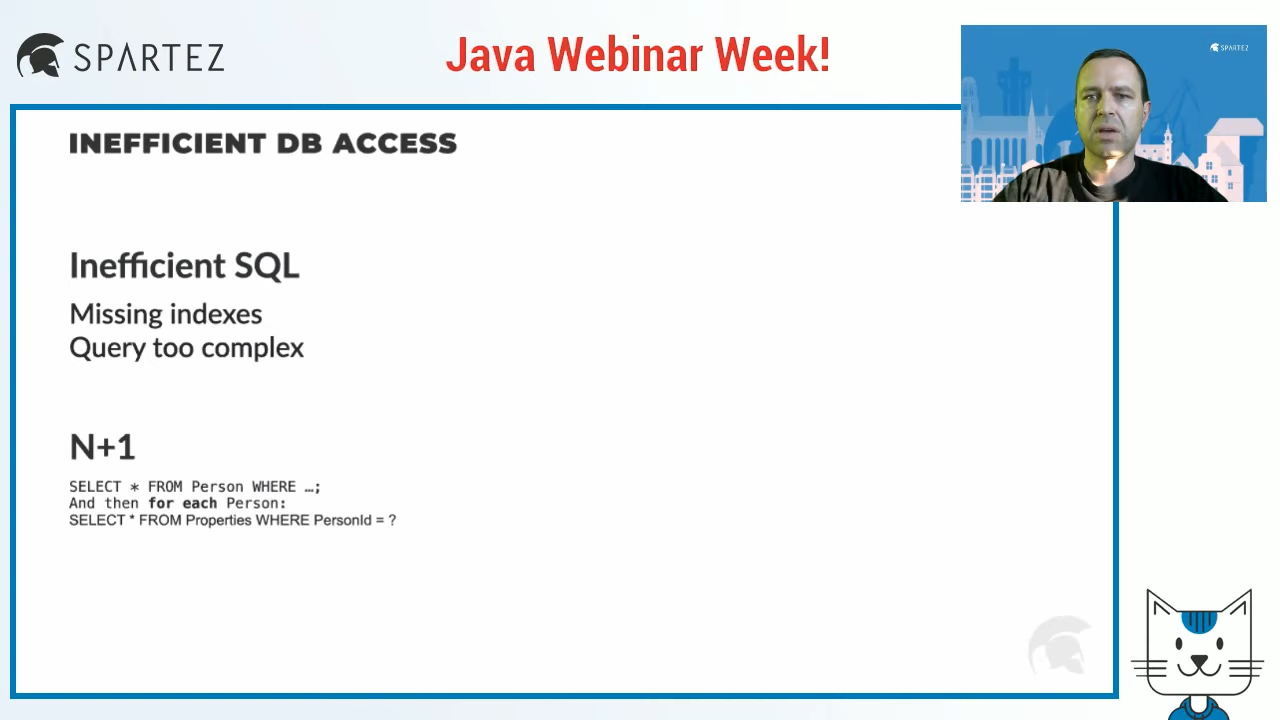 SPARTEZ
Java Webinar Week!
SPARTEZ
INEFFICIENT DB ACCESS
Inefficient SQL
Missing indexes
Query too complex
N+1
SELECT * FROM Person WHERE …;
And then for each Person:
SELECT * FROM Properties WHERE PersonId = ?